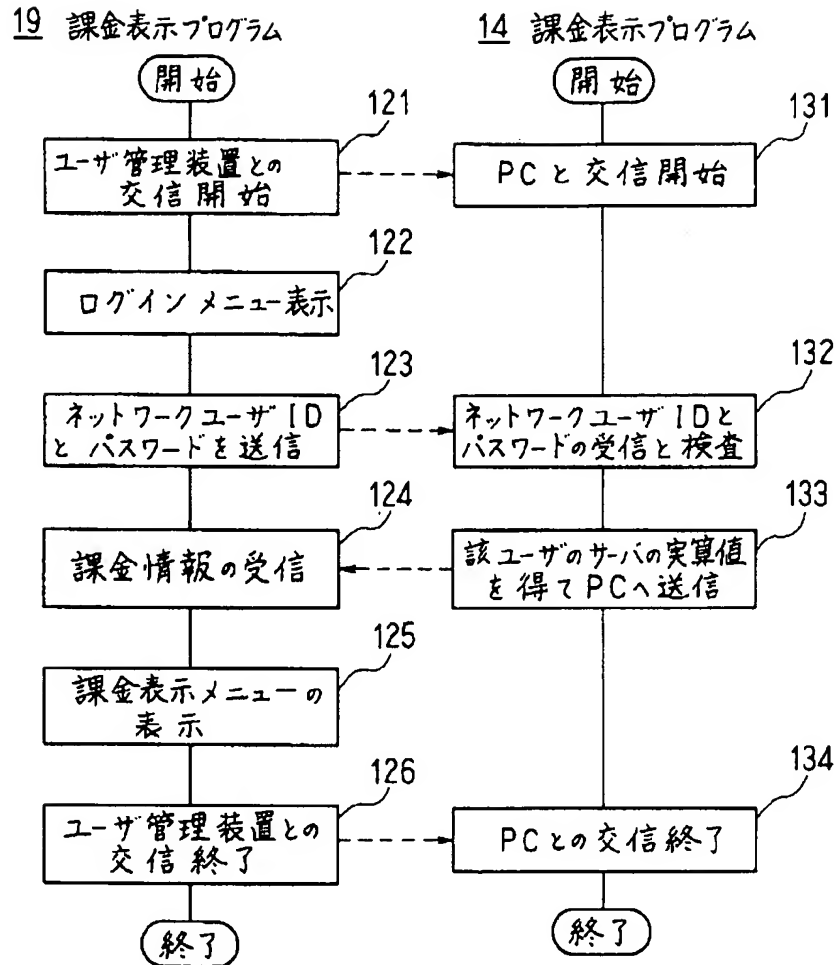 19 課金表示プログラム
開始
121
ユーザ管理装置との
交信開始
122
ログインメニュー表示
123
ネットワークユーザID
とパスワードを送信
124
課金情報の受信
125
課金表示メニューの
表示
126
ユーザ管理装置との
交信終了
終了
14 課金表示プログラム
開始
131
PCと交信開始
132
ネットワークユーザIDと
パスワードの受信と検査
133
該ユーザのサーバの実算値
を得てPCへ送信
134
PCとの交信終了
終了